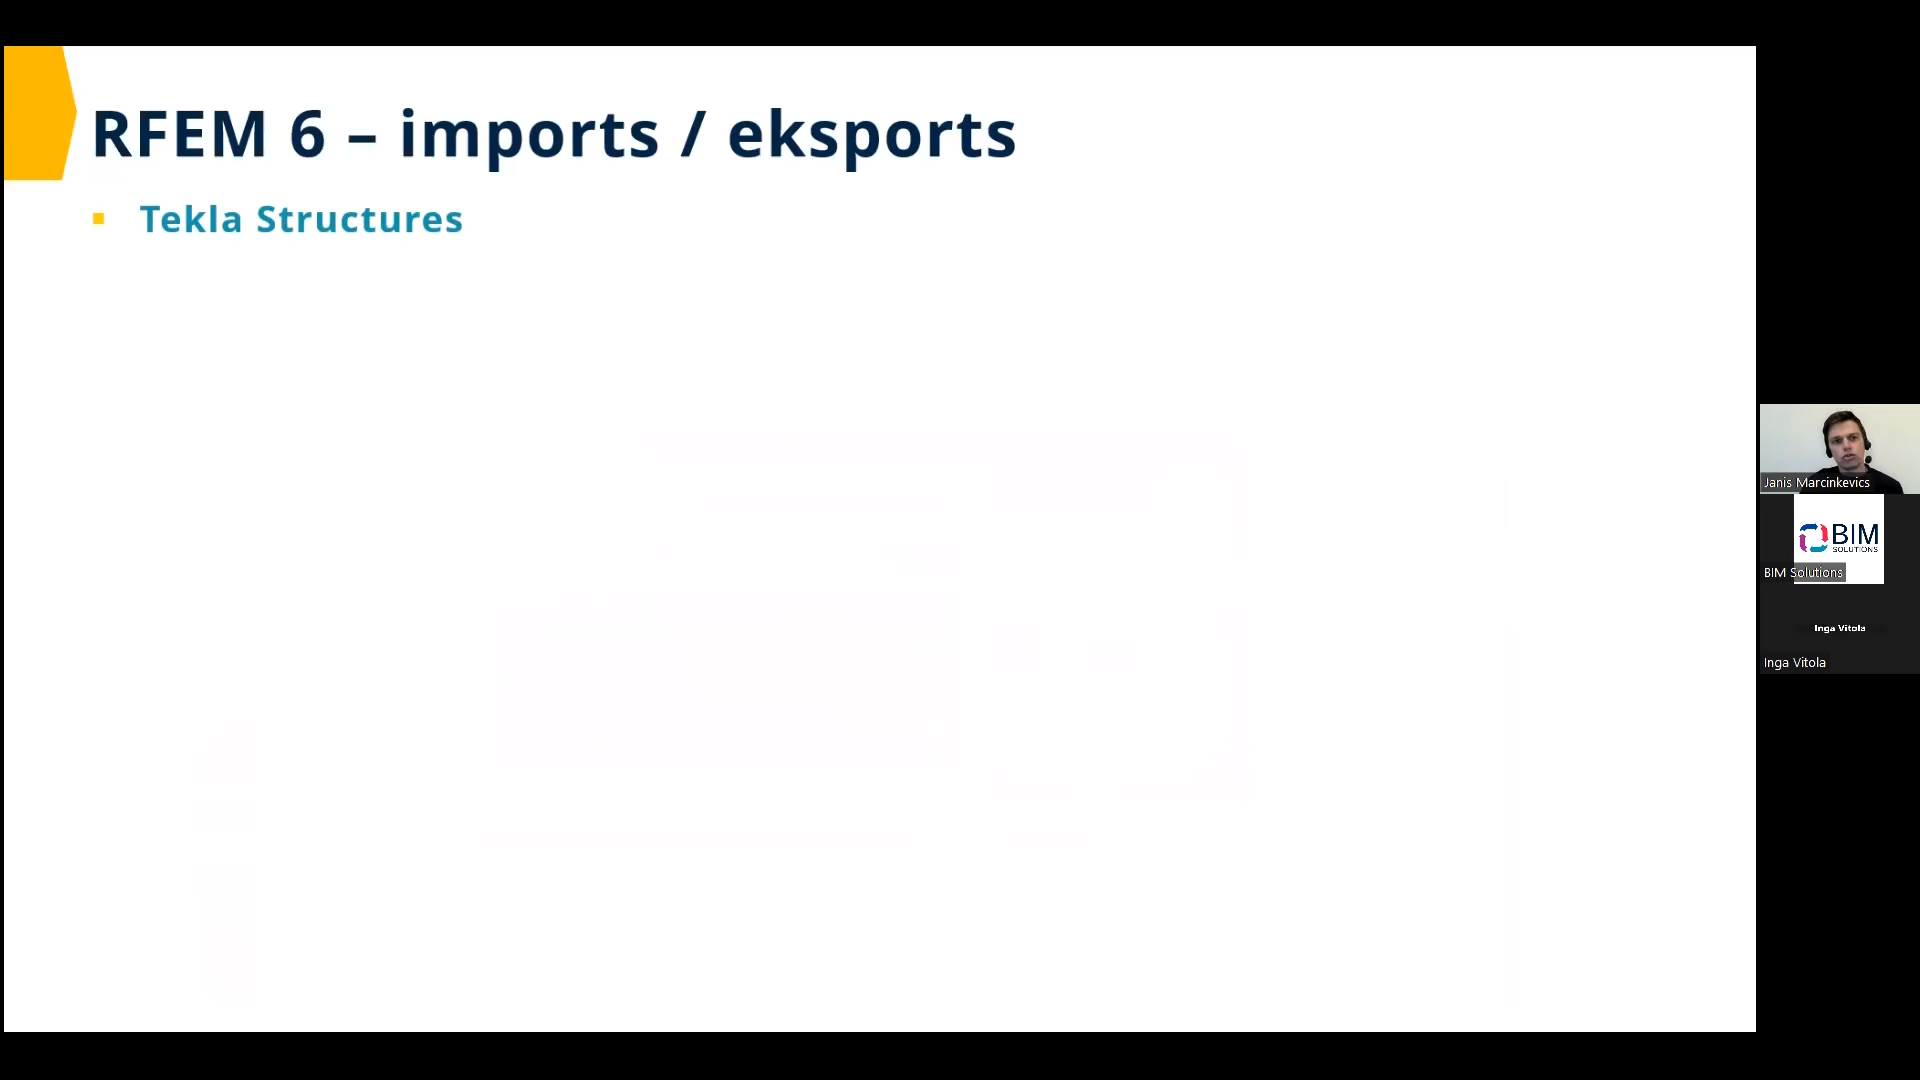 RFEM 6 – imports / eksports
Tekla Structures
Janis Marcinkevics
BIM
SOLUTIONS
BIM Solutions
Inga Vitola
Inga Vitola